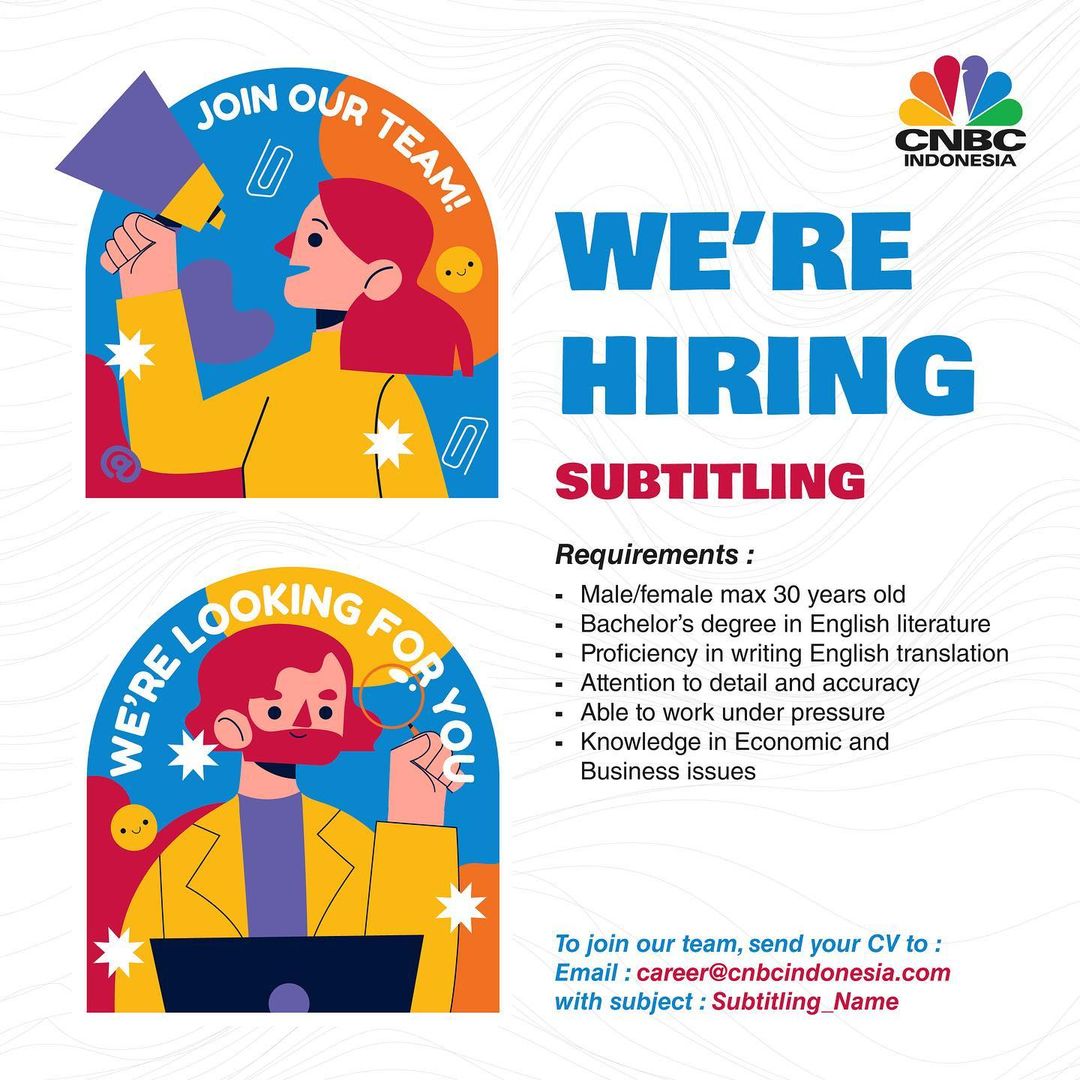 JOIN OUR TEAM!
CNBC
INDONESIA
WE'RE
HIRING
SUBTITLING
Requirements :
- Male/female max 30 years old
- Bachelor's degree in English literature
- Proficiency in writing English translation
- Attention to detail and accuracy
- Able to work under pressure
- Knowledge in Economic and
Business issues
WE'RE LOOKING FOR YOU
To join our team, send your CV to :
Email : career@cnbcindonesia.com
with subject : Subtitling_Name